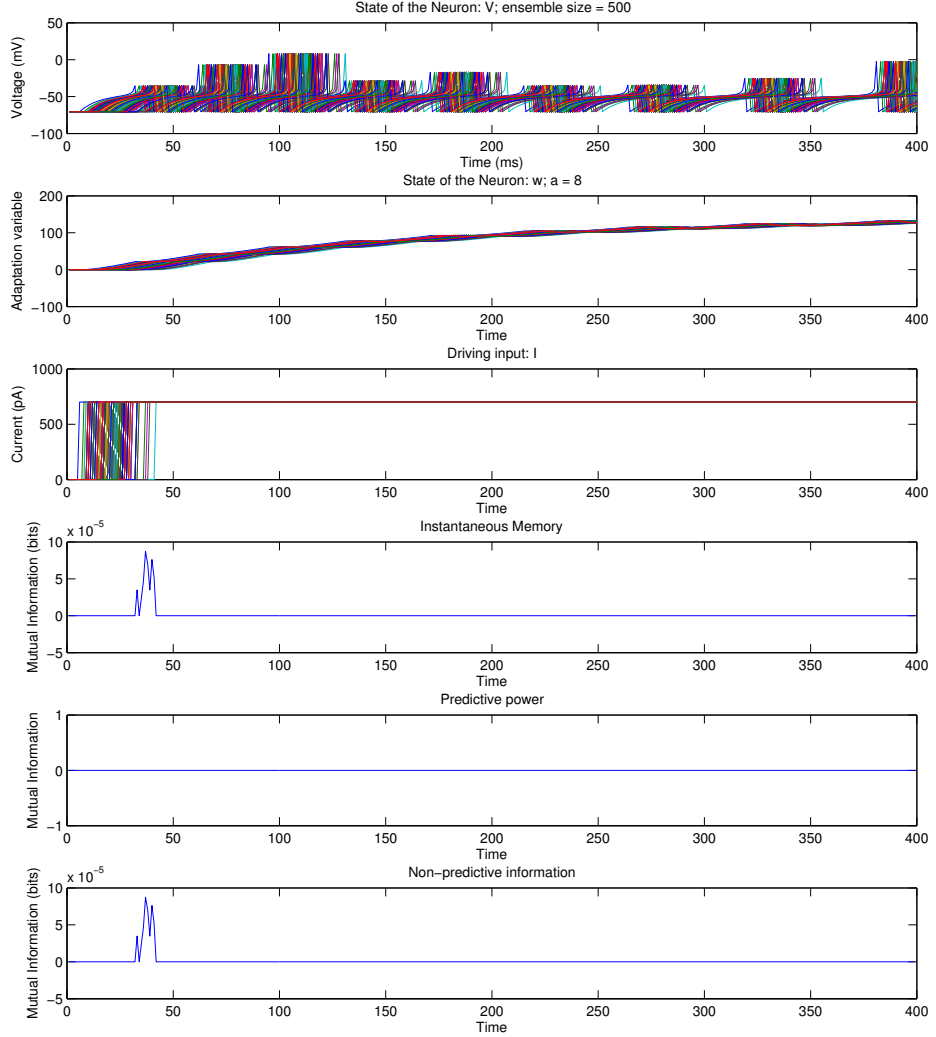 State of the Neuron: V; ensemble size = 500
Voltage (mV)
50
0
−50
−100
0 50 100 150 200 250 300 350 400
Time (ms)
State of the Neuron: w; a = 8
Adaptation variable
200
100
0
−100
0 50 100 150 200 250 300 350 400
Time
Driving input: I
Current (pA)
1000
500
0
0 50 100 150 200 250 300 350 400
Time
Instantaneous Memory
x 10⁻⁵
Mutual Information (bits)
10
5
0
−5
0 50 100 150 200 250 300 350 400
Time
Predictive power
Mutual Information
1
0
−1
0 50 100 150 200 250 300 350 400
Time
Non−predictive information
x 10⁻⁵
Mutual Information (bits)
10
5
0
−5
0 50 100 150 200 250 300 350 400
Time